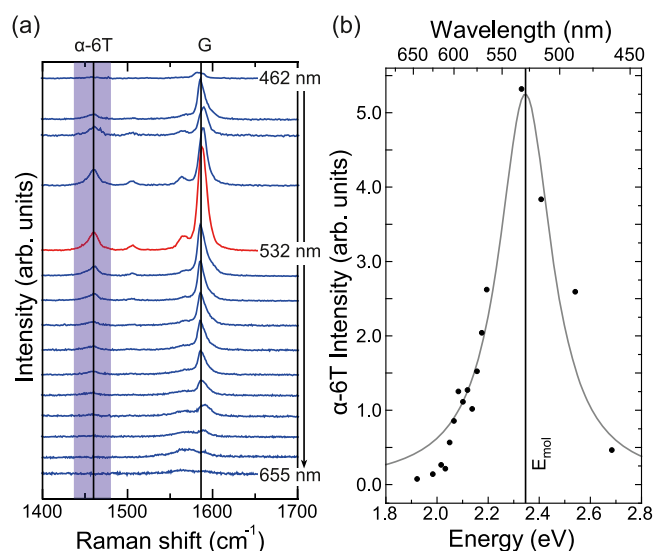 (a)
α-6T
G
462 nm
532 nm
655 nm
Intensity (arb. units)
1400
1500
1600
1700
Raman shift (cm⁻¹)
(b)
Wavelength (nm)
650
600
550
500
450
5.0
4.0
3.0
2.0
1.0
0.0
α-6T Intensity (arb. units)
E_mol
1.8
2.0
2.2
2.4
2.6
2.8
Energy (eV)